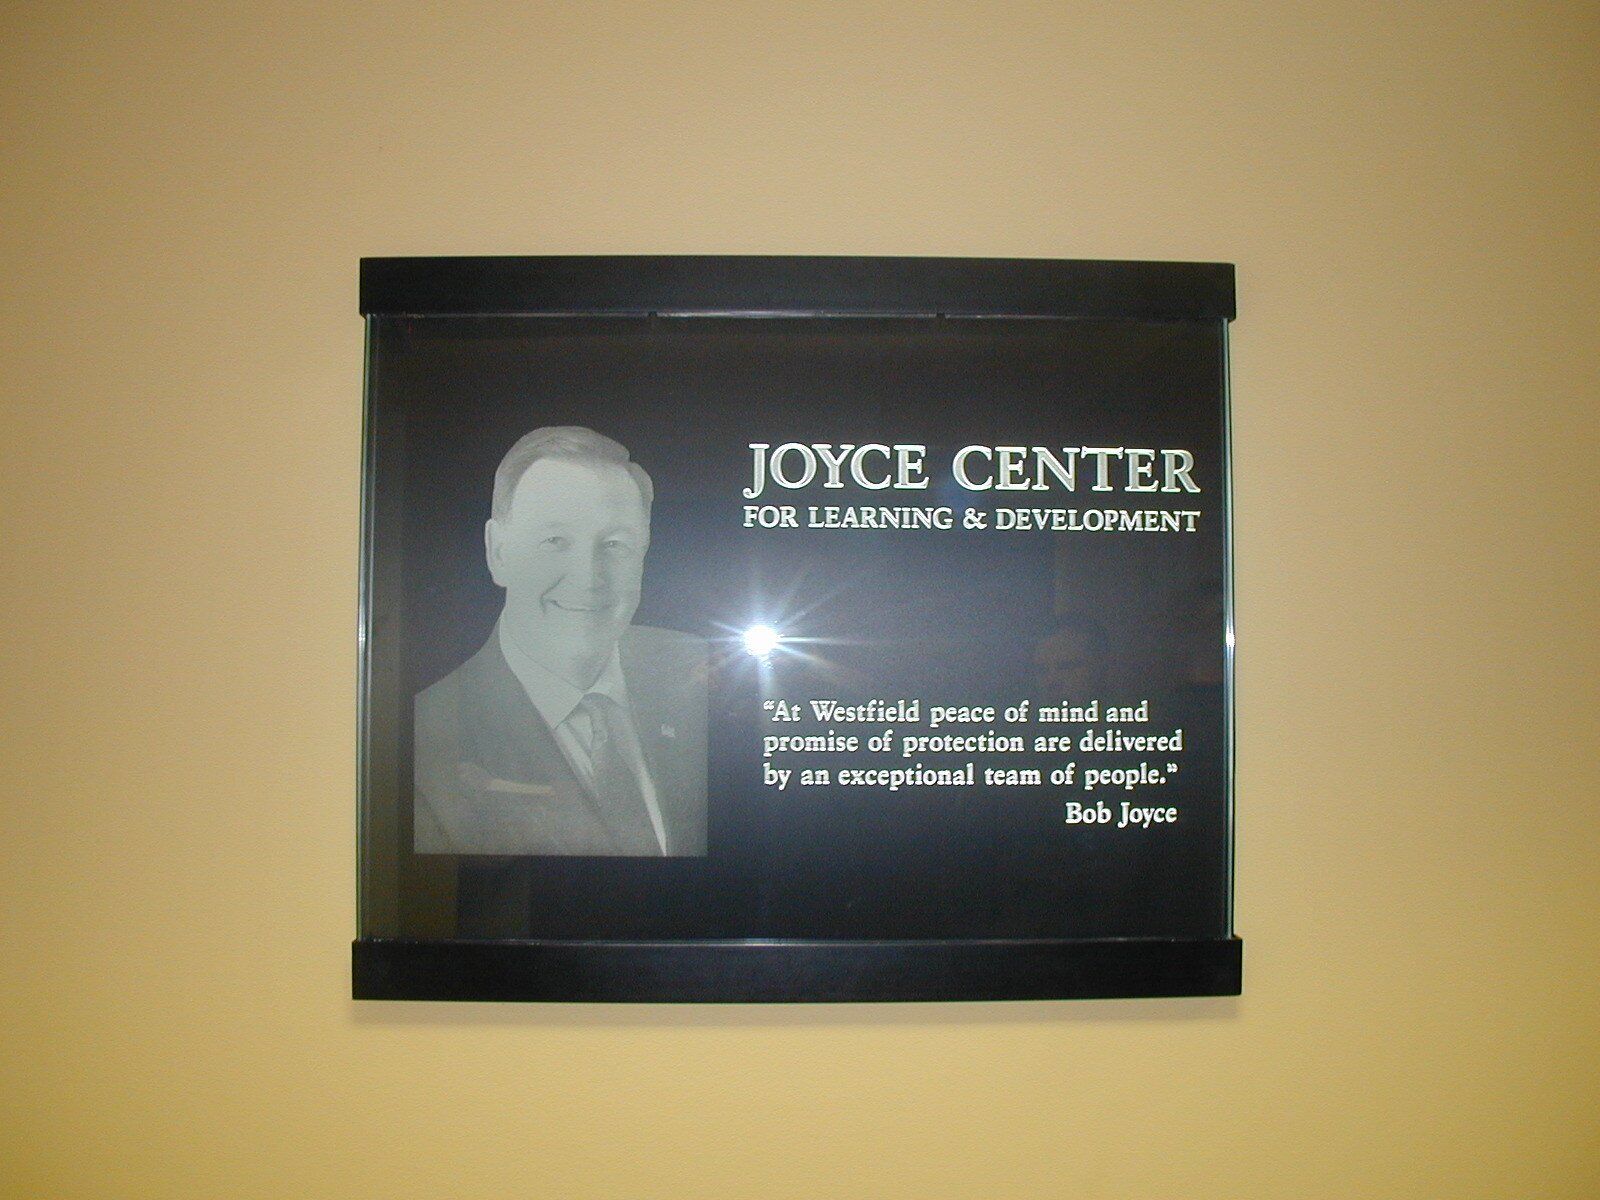 JOYCE CENTER
FOR LEARNING & DEVELOPMENT
“At Westfield peace of mind and
promise of protection are delivered
by an exceptional team of people.”
Bob Joyce